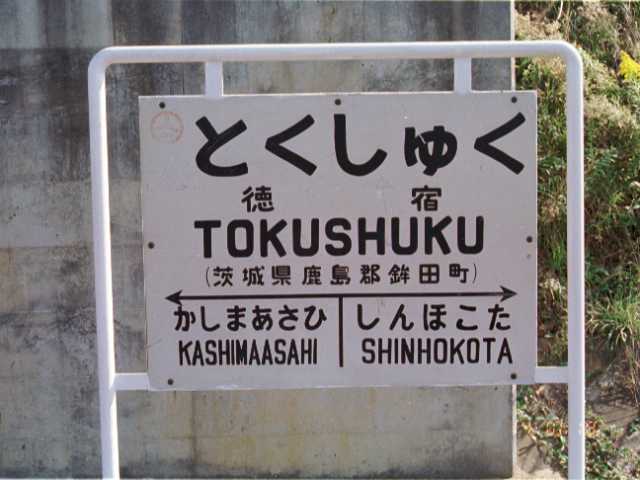 とくしゅく
徳宿
TOKUSHUKU
(茨城県鹿島郡鉾田町)
かしまあさひ しんほこた
KASHIMAASAHI SHINHOKOTA